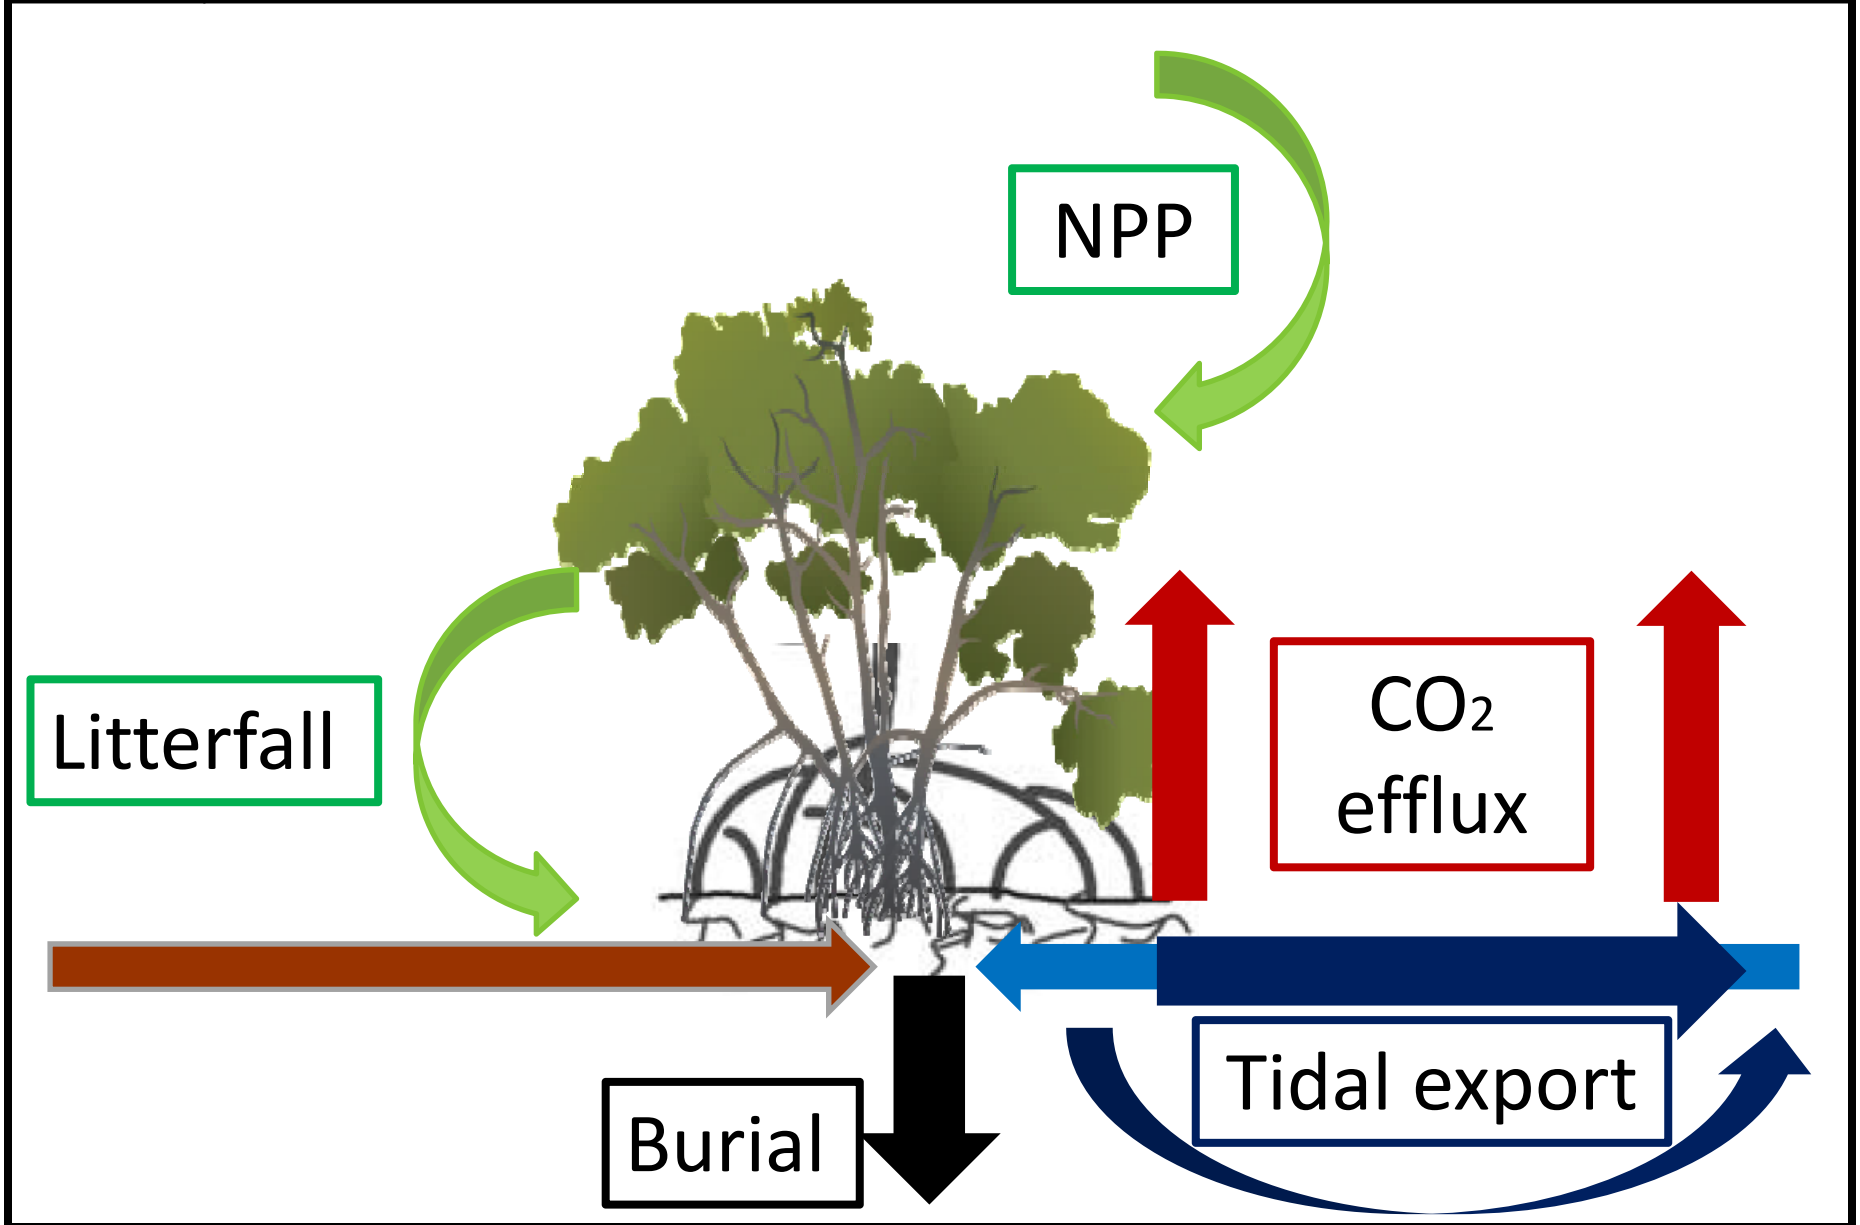 NPP
Litterfall
CO₂
efflux
Tidal export
Burial